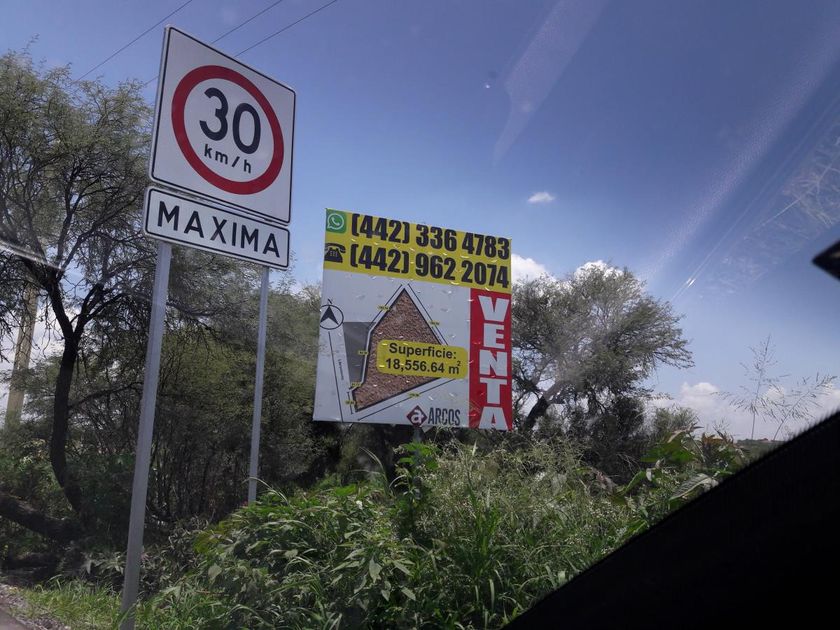 30
km/h
MAXIMA
(442) 336 4783
(442) 962 2074
VENTA
Superficie:
18,556.64 m²
ARCOS